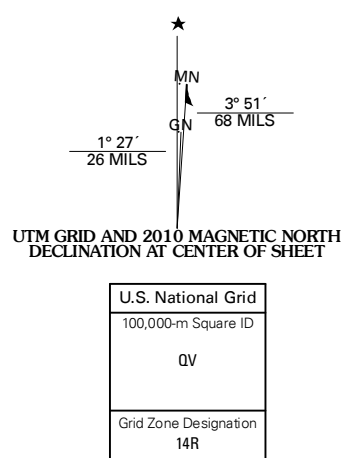 ★
MN
3° 51´
68 MILS
GN
1° 27´
26 MILS
UTM GRID AND 2010 MAGNETIC NORTH
DECLINATION AT CENTER OF SHEET
U.S. National Grid
100,000-m Square ID
QV
Grid Zone Designation
14R